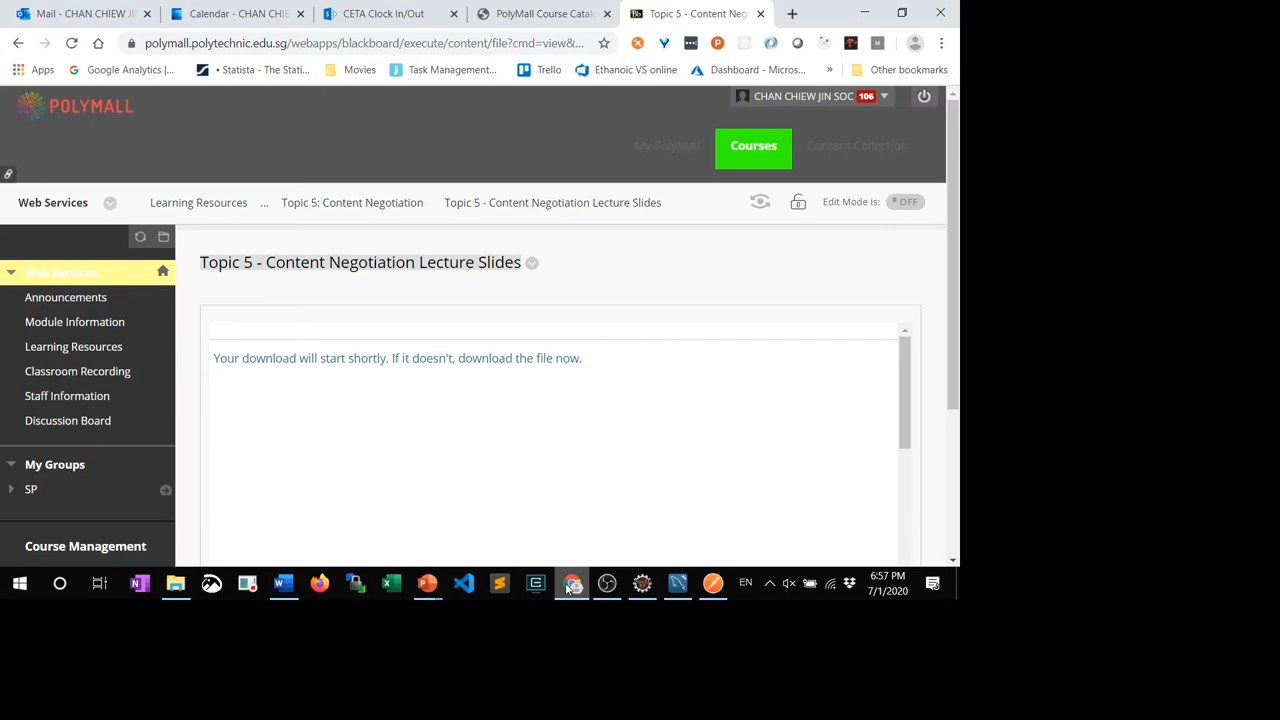 Mail - CHAN CHIEW JIN
Calendar - CHAN CHIE
CETA Clock In/Out
PolyMall Course Catal
Topic 5 - Content Neg
polymall.polytechnic.edu.sg/webapps/blackboard/execute/content/file?cmd=view&...
Apps
Google Analytics |...
• Statista - The Stati...
Movies
Task Management...
Trello
Ethanoic VS online
Dashboard - Micros...
»
Other bookmarks
POLYMALL
CHAN CHIEW JIN SOC 106
My PolyMall
Courses
Content Collection
Web Services
Learning Resources
...
Topic 5: Content Negotiation
Topic 5 - Content Negotiation Lecture Slides
Edit Mode is:
OFF
Web Services
Announcements
Module Information
Learning Resources
Classroom Recording
Staff Information
Discussion Board
My Groups
SP
Course Management
Topic 5 - Content Negotiation Lecture Slides
Your download will start shortly. If it doesn't, download the file now.
EN
6:57 PM
7/1/2020